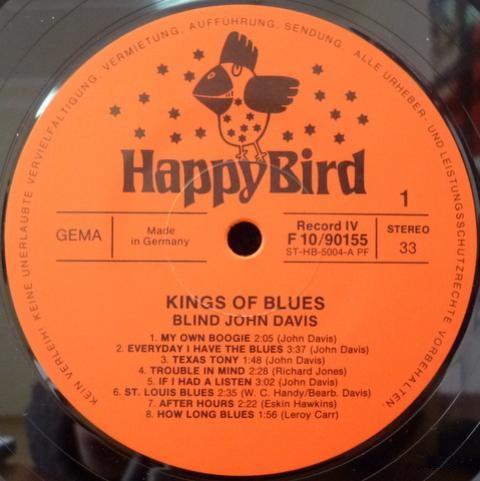 KEIN VERLEIH! KEINE UNERLAUBTE VERVIELFÄLTIGUNG, VERMIETUNG, AUFFÜHRUNG, SENDUNG. ALLE URHEBER- UND LEISTUNGSSCHUTZRECHTE VORBEHALTEN.
HappyBird
1
GEMA
Made
in Germany
Record IV
F 10/90155
ST-HB-5004-A PF
STEREO
33
KINGS OF BLUES
BLIND JOHN DAVIS
1. MY OWN BOOGIE 2:05 (John Davis)
2. EVERYDAY I HAVE THE BLUES 3:37 (John Davis)
3. TEXAS TONY 1:48 (John Davis)
4. TROUBLE IN MIND 2:28 (Richard Jones)
5. IF I HAD A LISTEN 3:02 (John Davis)
6. ST. LOUIS BLUES 2:35 (W. C. Handy/Bearb. Davis)
7. AFTER HOURS 2:22 (Eskin Hawkins)
8. HOW LONG BLUES 1:56 (Leroy Carr)